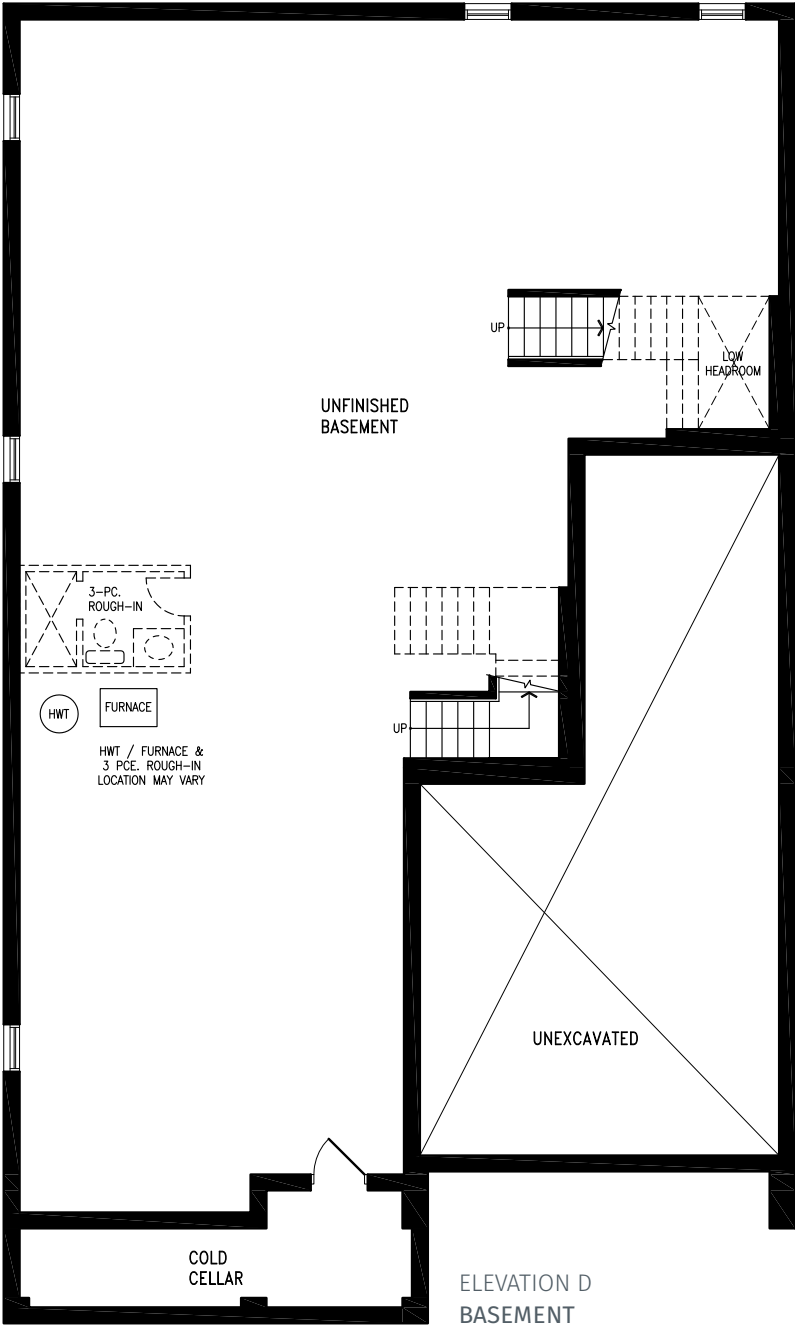 UP
LOW
HEADROOM
UNFINISHED
BASEMENT
3-PC.
ROUGH-IN
HWT
FURNACE
UP
HWT / FURNACE &
3 PCE. ROUGH-IN
LOCATION MAY VARY
UNEXCAVATED
COLD
CELLAR
ELEVATION D
BASEMENT